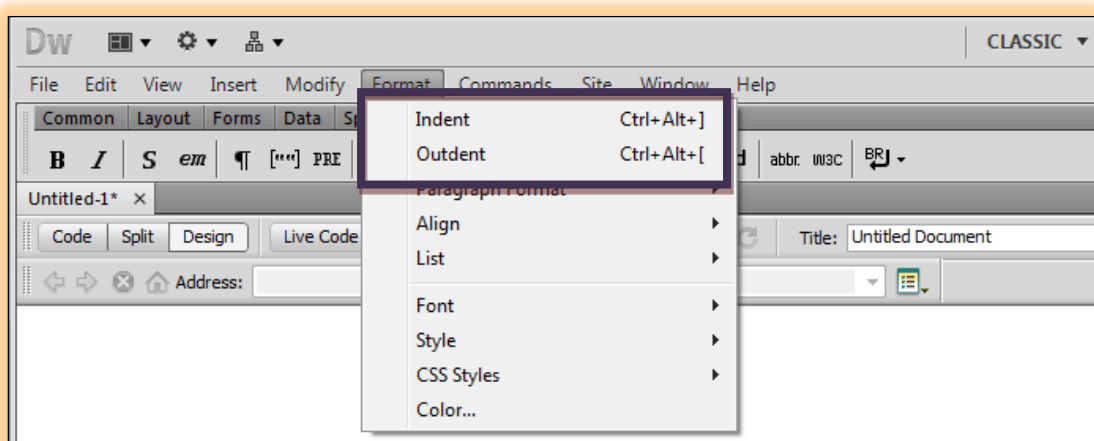 Dw CLASSIC
File Edit View Insert Modify Format Commands Site Window Help
Common Layout Forms Data
B I S em ¶ [""] PRE abbr. W3C BRJ
Indent Ctrl+Alt+]
Outdent Ctrl+Alt+[
Paragraph Format
Align
List
Font
Style
CSS Styles
Color...
Untitled-1* ×
Code Split Design Live Code Title: Untitled Document
Address: